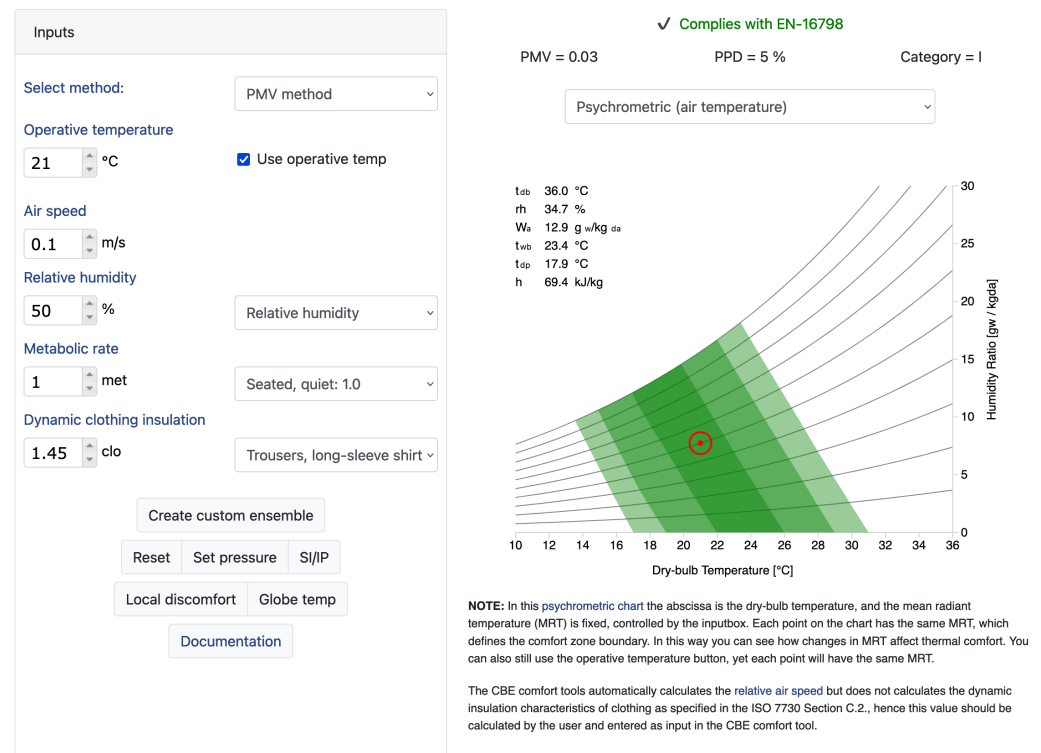 Inputs
Select method:
PMV method
Operative temperature
21 °C
Use operative temp
Air speed
0.1 m/s
Relative humidity
50 %
Relative humidity
Metabolic rate
1 met
Seated, quiet: 1.0
Dynamic clothing insulation
1.45 clo
Trousers, long-sleeve shirt
Create custom ensemble
Reset Set pressure SI/IP
Local discomfort Globe temp
Documentation
✓ Complies with EN-16798
PMV = 0.03 PPD = 5 % Category = I
Psychrometric (air temperature)
tdb 36.0 °C
rh 34.7 %
Wa 12.9 g w/kg da
twb 23.4 °C
tdp 17.9 °C
h 69.4 kJ/kg
30
25
20
15
10
5
0
Humidity Ratio [gw / kgda]
10 12 14 16 18 20 22 24 26 28 30 32 34 36
Dry-bulb Temperature [°C]
NOTE: In this psychrometric chart the abscissa is the dry-bulb temperature, and the mean radiant
temperature (MRT) is fixed, controlled by the inputbox. Each point on the chart has the same MRT, which
defines the comfort zone boundary. In this way you can see how changes in MRT affect thermal comfort. You
can also still use the operative temperature button, yet each point will have the same MRT.
The CBE comfort tools automatically calculates the relative air speed but does not calculates the dynamic
insulation characteristics of clothing as specified in the ISO 7730 Section C.2., hence this value should be
calculated by the user and entered as input in the CBE comfort tool.